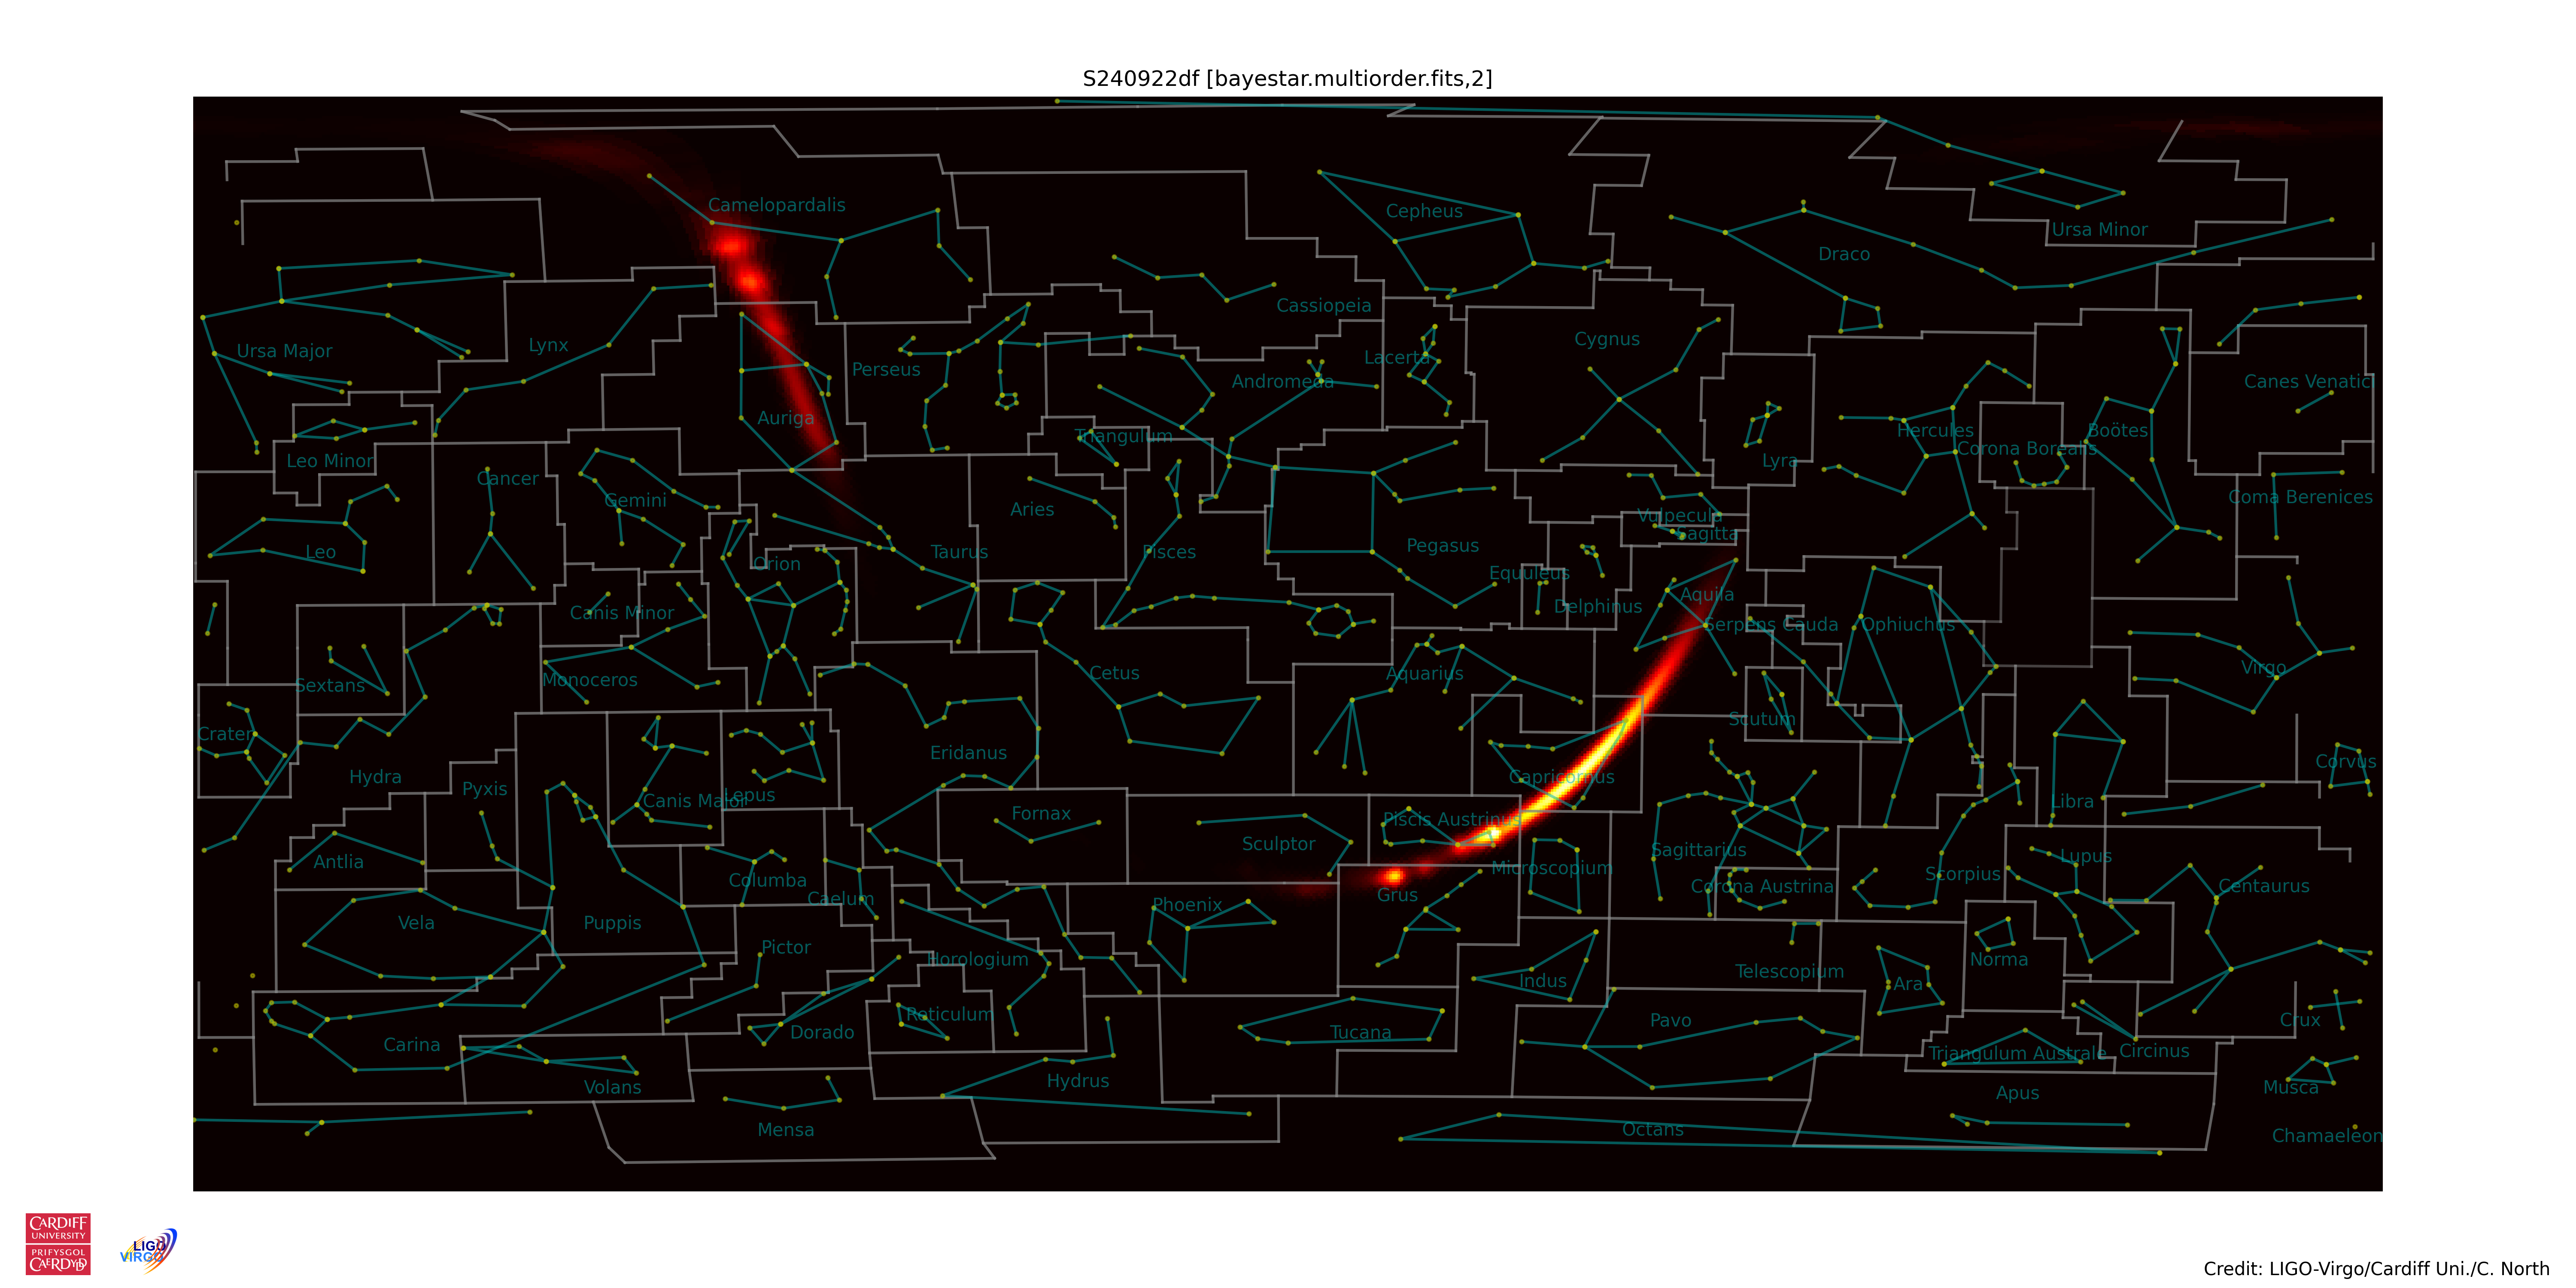 S240922df [bayestar.multiorder.fits,2]
Camelopardalis
Cepheus
Ursa Minor
Draco
Cassiopeia
Ursa Major
Lynx
Cygnus
Perseus
Lacerta
Andromeda
Canes Venatici
Auriga
Triangulum
Hercules
Boötes
Corona Borealis
Leo Minor
Lyra
Cancer
Gemini
Coma Berenices
Aries
Vulpecula
Sagitta
Leo
Taurus
Pisces
Pegasus
Orion
Equuleus
Aquila
Canis Minor
Delphinus
Serpens Cauda
Ophiuchus
Virgo
Sextans
Monoceros
Cetus
Aquarius
Scutum
Crater
Eridanus
Corvus
Hydra
Capricornus
Pyxis
Canis Major
Lepus
Libra
Fornax
Piscis Austrinus
Sculptor
Sagittarius
Lupus
Antlia
Microscopium
Columba
Corona Austrina
Scorpius
Centaurus
Caelum
Grus
Phoenix
Vela
Puppis
Pictor
Horologium
Norma
Telescopium
Indus
Ara
Reticulum
Pavo
Crux
Dorado
Tucana
Carina
Triangulum Australe
Circinus
Volans
Hydrus
Musca
Apus
Mensa
Octans
Chamaeleon
CARDIFF
UNIVERSITY
PRIFYSGOL
CAERDYDD
LIGO
VIRGO
Credit: LIGO-Virgo/Cardiff Uni./C. North